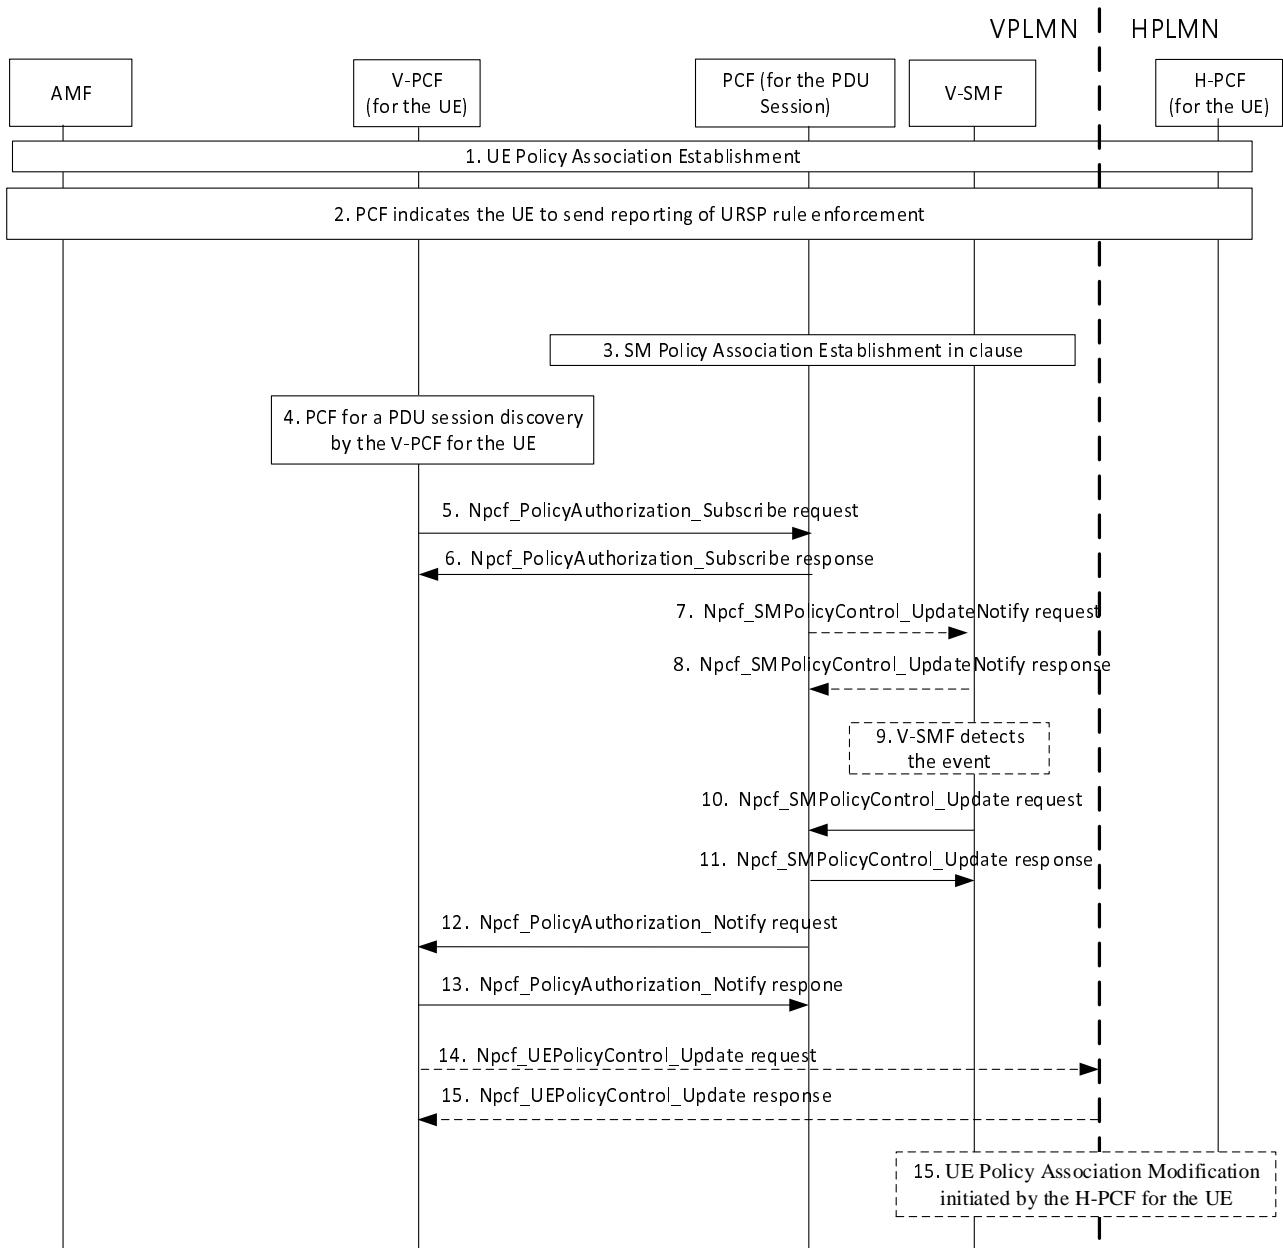 VPLMN HPLMN
AMF
V-PCF
(for the UE)
PCF (for the PDU
Session)
V-SMF
H-PCF
(for the UE)
1. UE Policy Association Establishment
2. PCF indicates the UE to send reporting of URSP rule enforcement
3. SM Policy Association Establishment in clause
4. PCF for a PDU session discovery
by the V-PCF for the UE
5. Npcf_PolicyAuthorization_Subscribe request
6. Npcf_PolicyAuthorization_Subscribe response
7. Npcf_SMPolicyControl_UpdateNotify request
8. Npcf_SMPolicyControl_UpdateNotify response
9. V-SMF detects
the event
10. Npcf_SMPolicyControl_Update request
11. Npcf_SMPolicyControl_Update response
12. Npcf_PolicyAuthorization_Notify request
13. Npcf_PolicyAuthorization_Notify respone
14. Npcf_UEPolicyControl_Update request
15. Npcf_UEPolicyControl_Update response
15. UE Policy Association Modification
initiated by the H-PCF for the UE